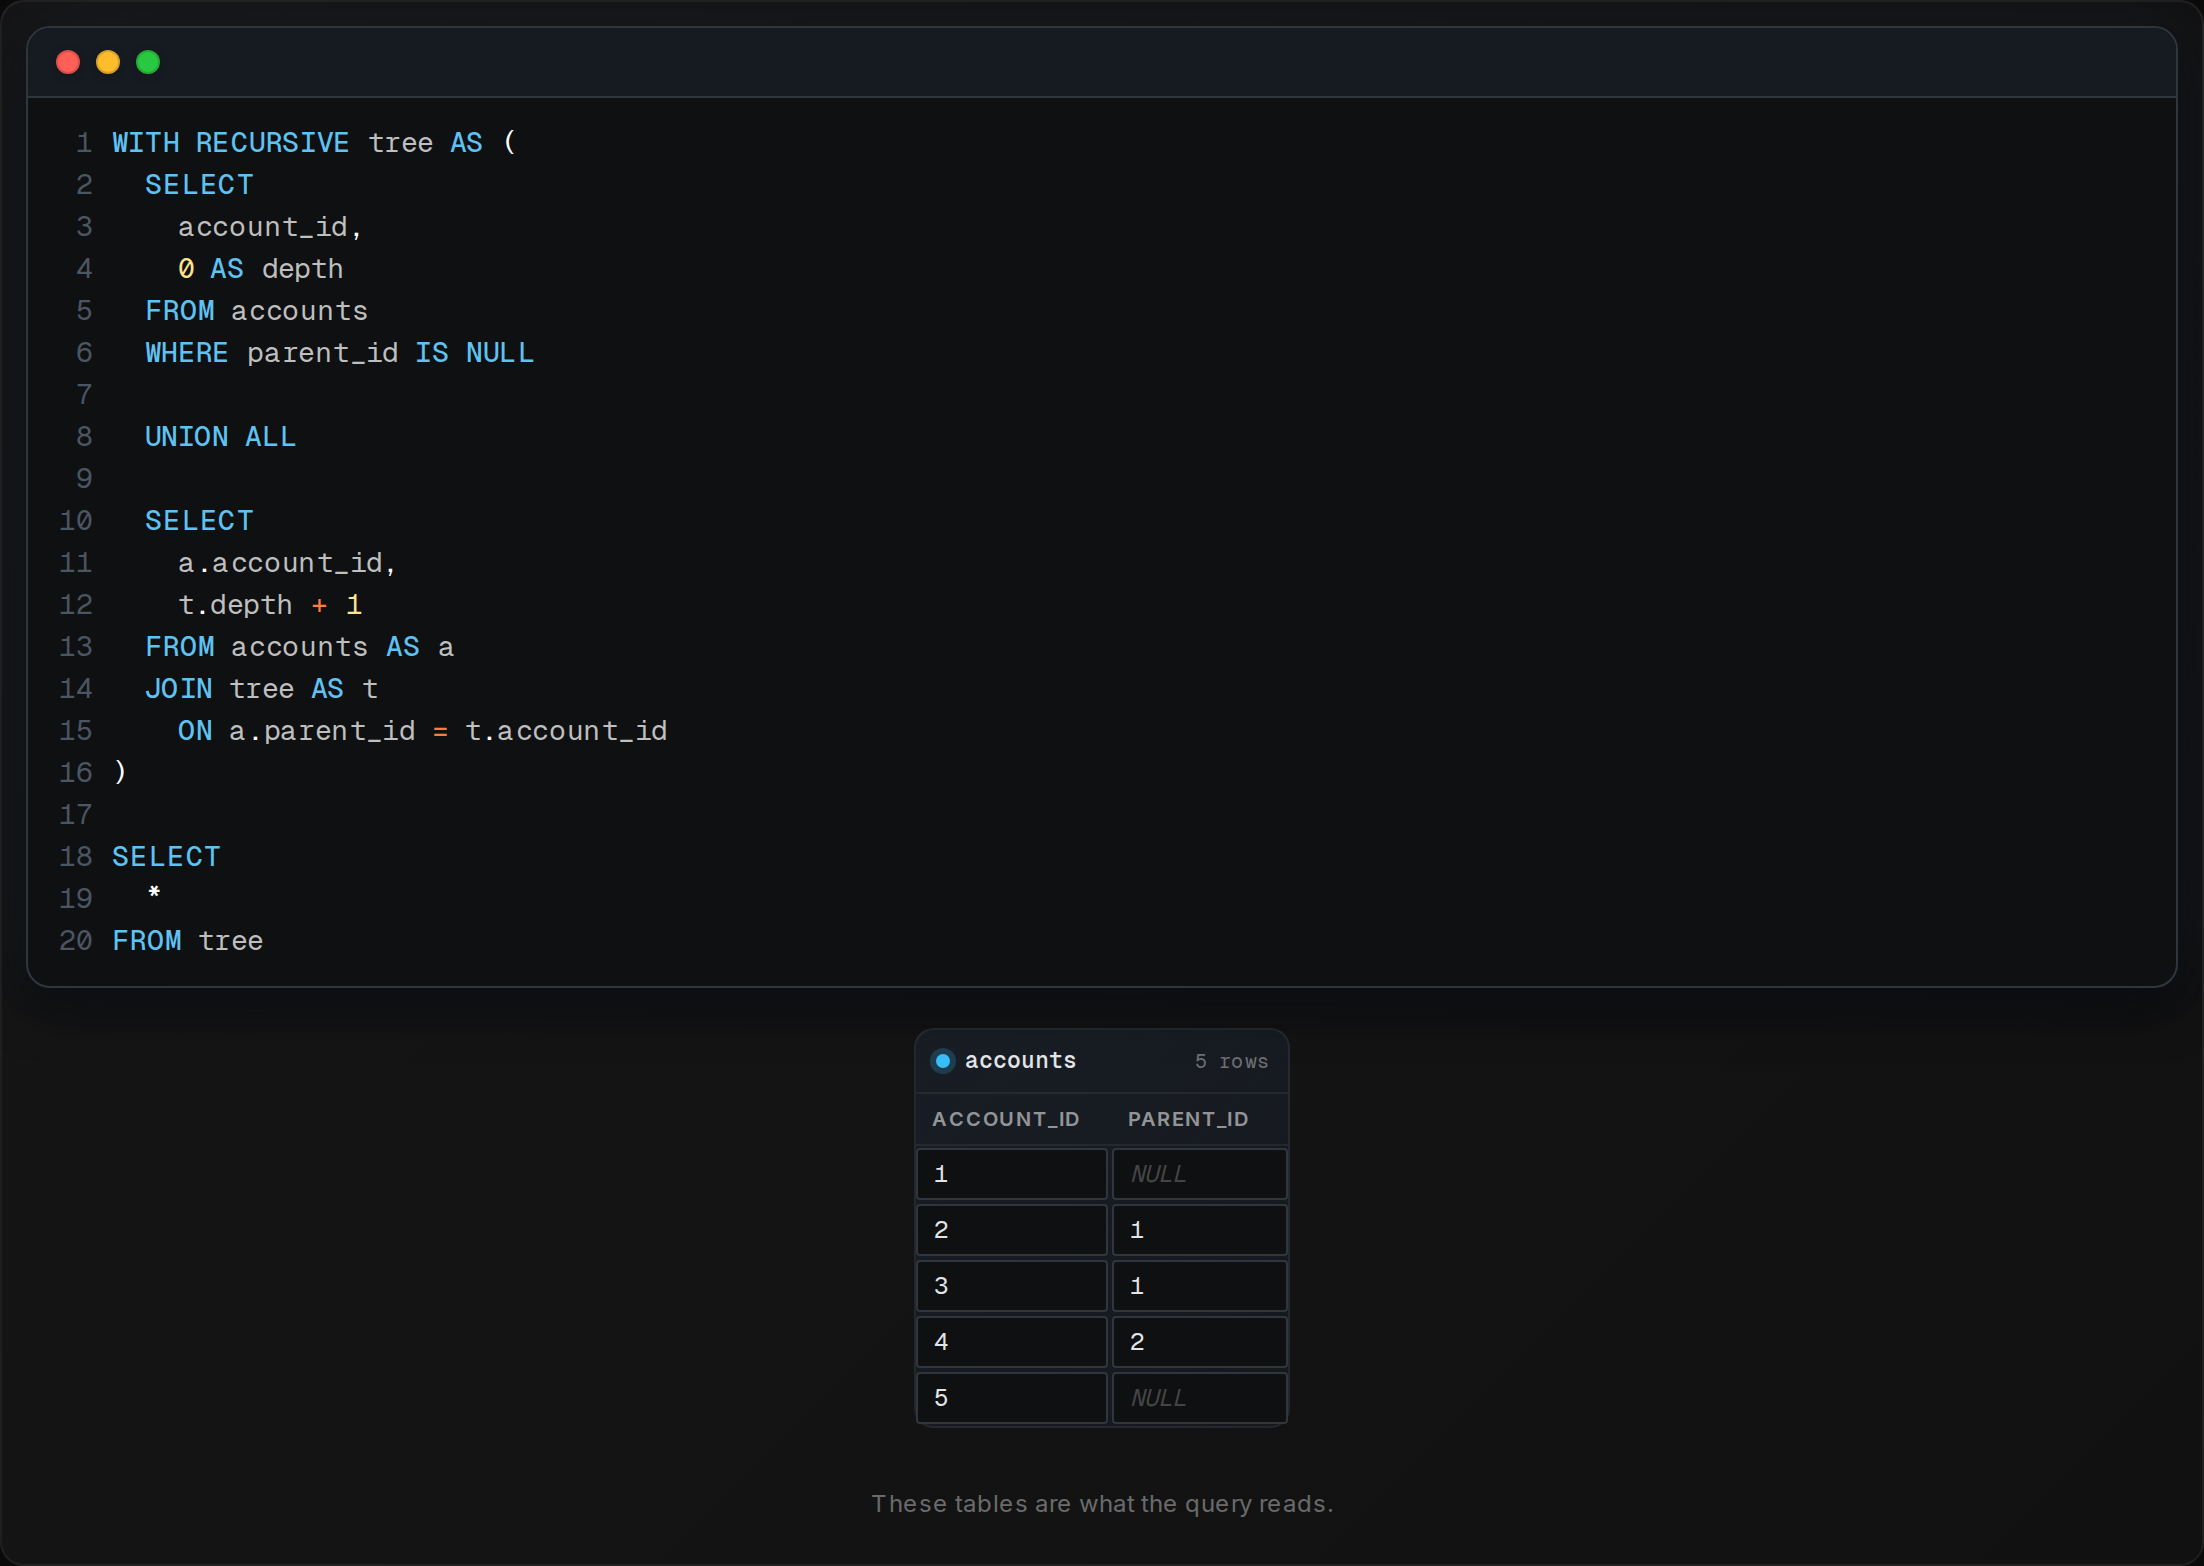 1 WITH RECURSIVE tree AS (
2   SELECT
3     account_id,
4     0 AS depth
5   FROM accounts
6   WHERE parent_id IS NULL
7
8   UNION ALL
9
10   SELECT
11     a.account_id,
12     t.depth + 1
13   FROM accounts AS a
14   JOIN tree AS t
15     ON a.parent_id = t.account_id
16 )
17
18 SELECT
19   *
20 FROM tree
accounts 5 rows
ACCOUNT_ID PARENT_ID
1 NULL
2 1
3 1
4 2
5 NULL
These tables are what the query reads.